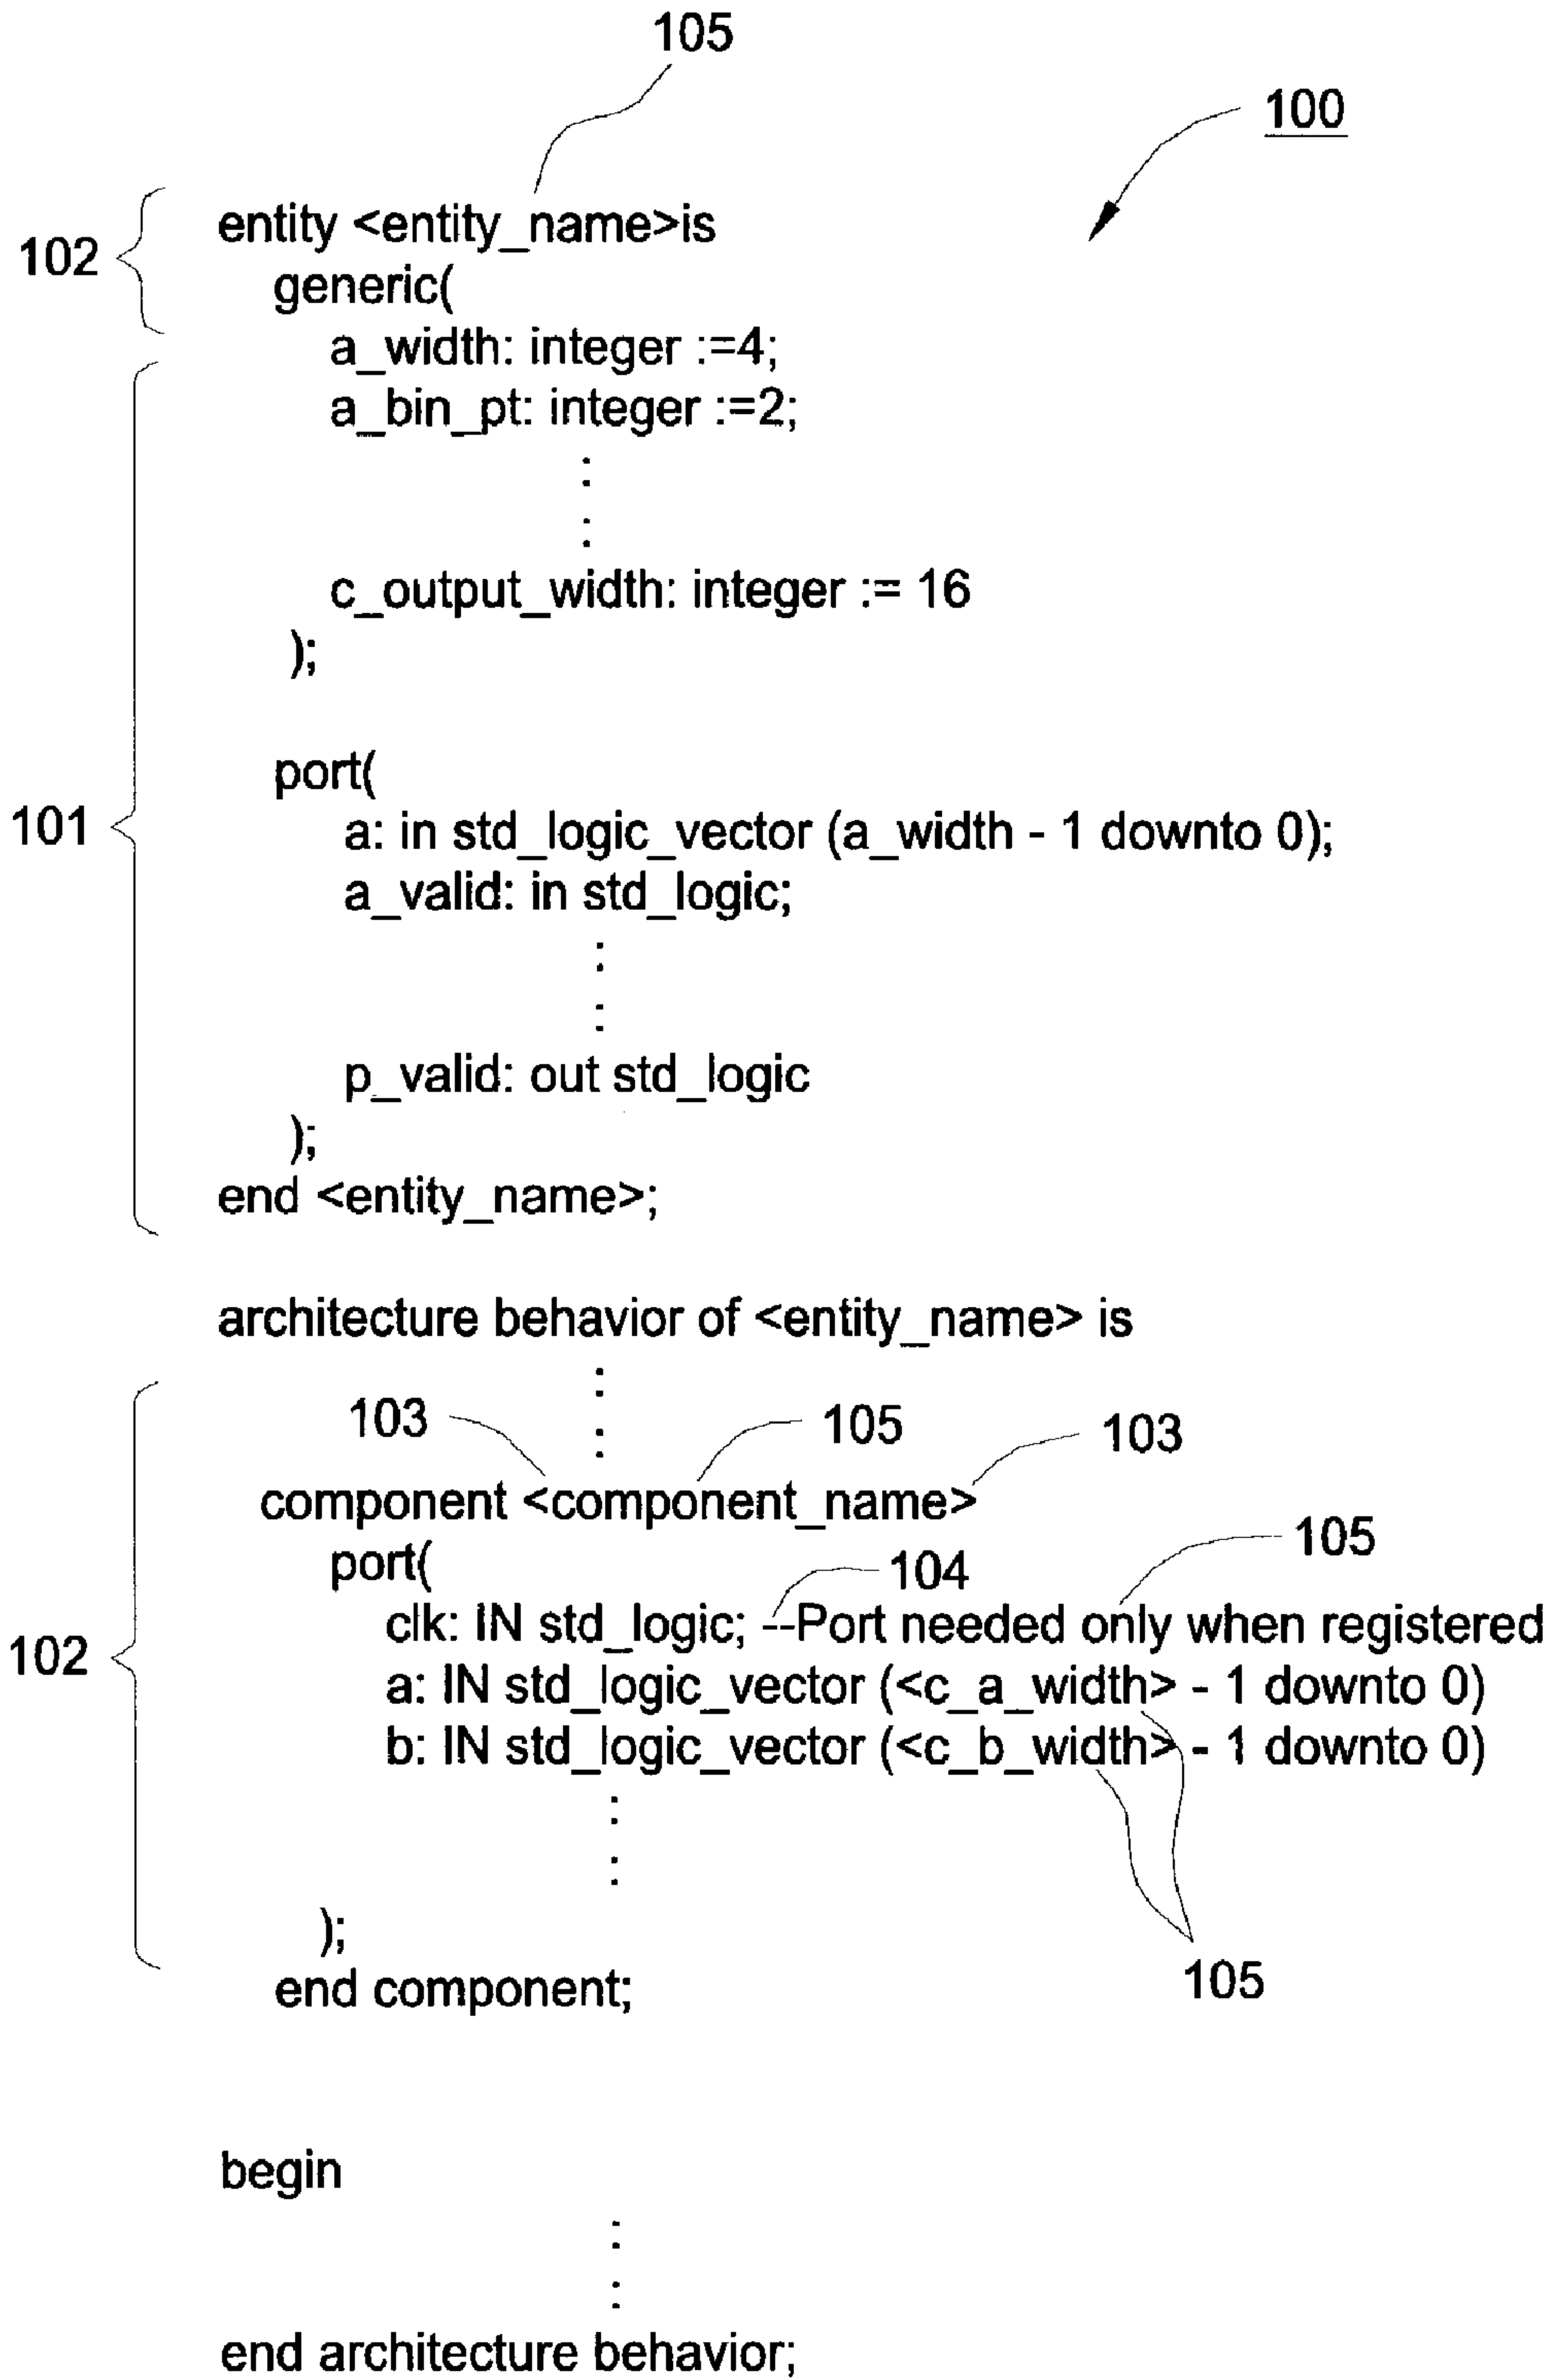 105
100
entity <entity_name>is
102
generic(
a_width: integer :=4;
a_bin_pt: integer :=2;
:
:
c_output_width: integer := 16
);
port(
101
a: in std_logic_vector (a_width - 1 downto 0);
a_valid: in std_logic;
:
:
p_valid: out std_logic
);
end <entity_name>;
architecture behavior of <entity_name> is
:
:
103 105 103
component <component_name>
105
port(
104
clk: IN std_logic; --Port needed only when registered
102
a: IN std_logic_vector (<c_a_width> - 1 downto 0)
b: IN std_logic_vector (<c_b_width> - 1 downto 0)
:
:
);
105
end component;
begin
:
:
end architecture behavior;